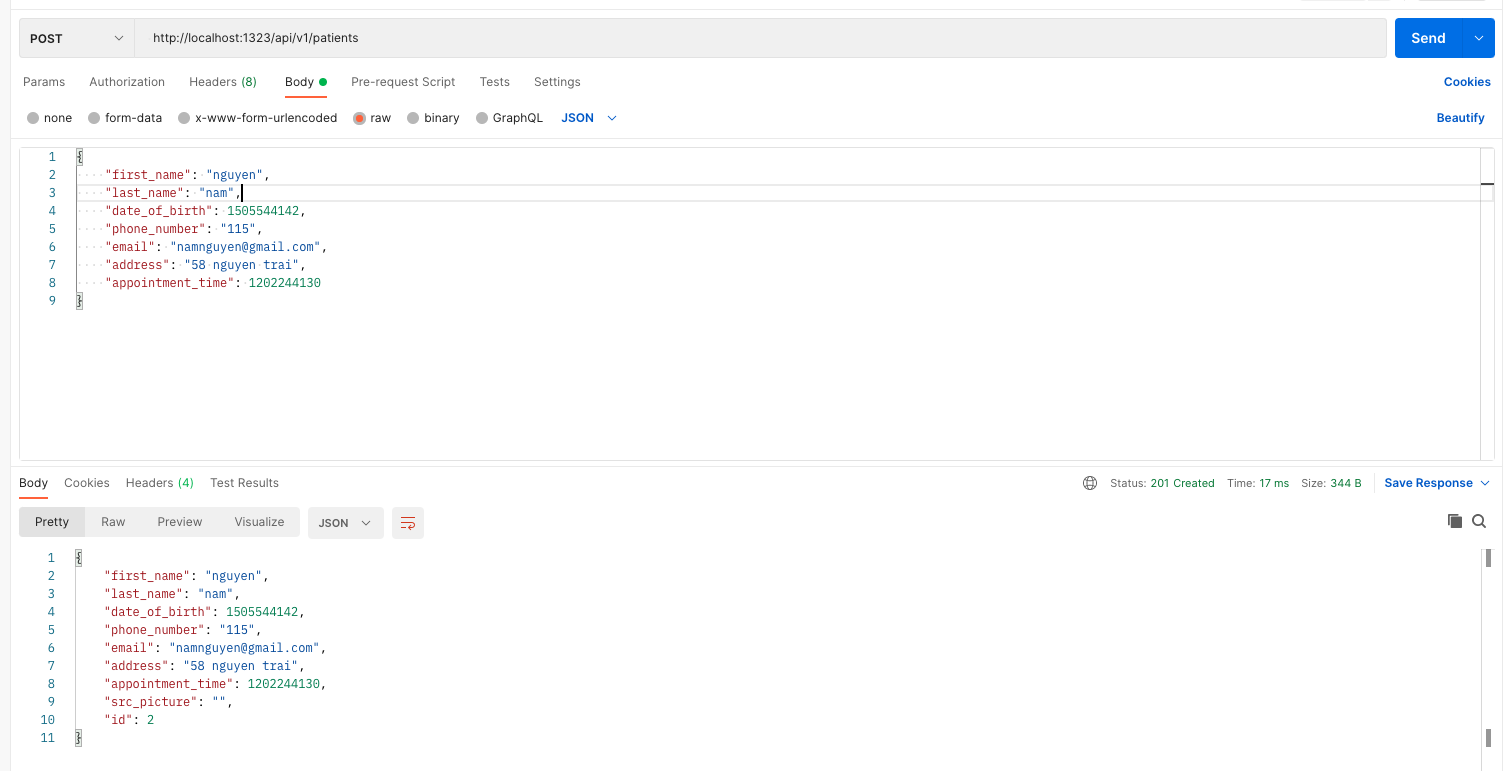 POST http://localhost:1323/api/v1/patients Send
Params Authorization Headers (8) Body Pre-request Script Tests Settings Cookies
none form-data x-www-form-urlencoded raw binary GraphQL JSON Beautify
1 {
2 ····"first_name":·"nguyen",
3 ····"last_name":·"nam",
4 ····"date_of_birth":·1505544142,
5 ····"phone_number":·"115",
6 ····"email":·"namnguyen@gmail.com",
7 ····"address":·"58·nguyen·trai",
8 ····"appointment_time":·1202244130
9 }
Body Cookies Headers (4) Test Results Status: 201 Created Time: 17 ms Size: 344 B Save Response
Pretty Raw Preview Visualize JSON
1 {
2 "first_name": "nguyen",
3 "last_name": "nam",
4 "date_of_birth": 1505544142,
5 "phone_number": "115",
6 "email": "namnguyen@gmail.com",
7 "address": "58 nguyen trai",
8 "appointment_time": 1202244130,
9 "src_picture": "",
10 "id": 2
11 }